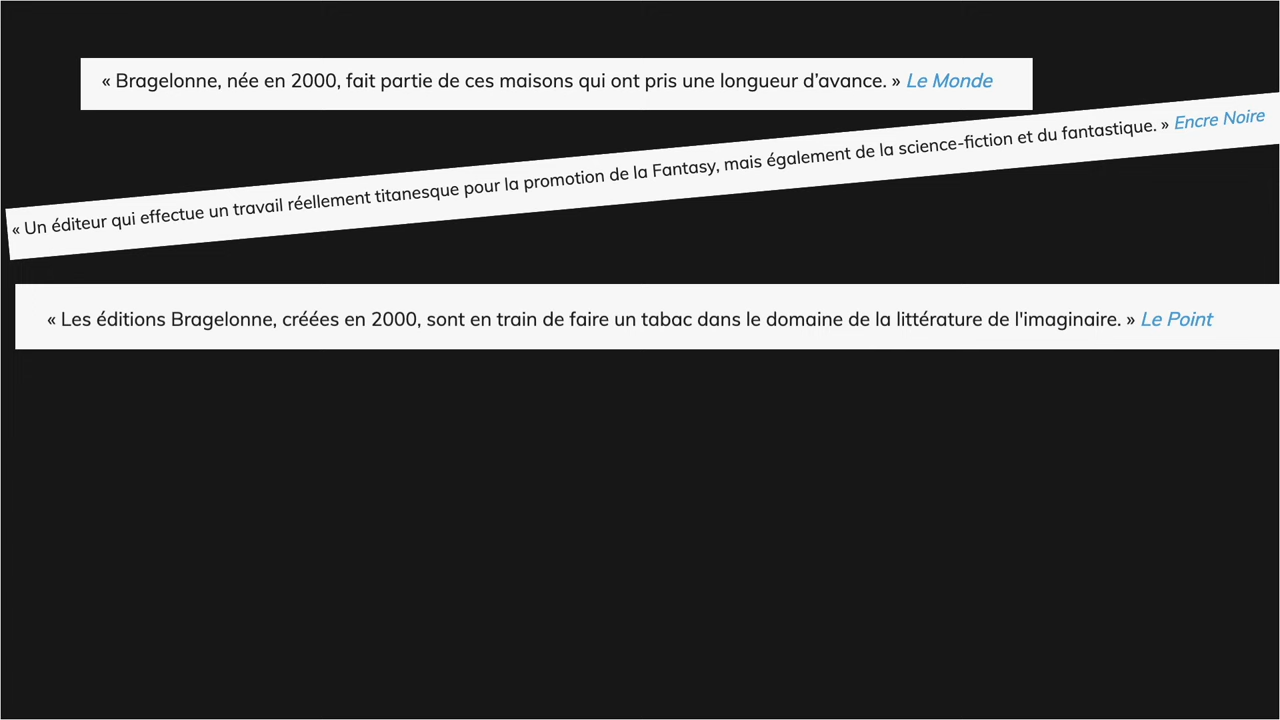 « Bragelonne, née en 2000, fait partie de ces maisons qui ont pris une longueur d’avance. » Le Monde
« Un éditeur qui effectue un travail réellement titanesque pour la promotion de la Fantasy, mais également de la science-fiction et du fantastique. » Encre Noire
« Les éditions Bragelonne, créées en 2000, sont en train de faire un tabac dans le domaine de la littérature de l'imaginaire. » Le Point